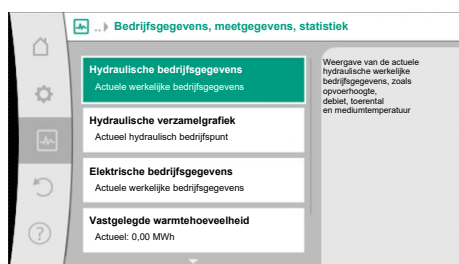 ..› Bedrijfsgegevens, meetgegevens, statistiek
Hydraulische bedrijfsgegevens
Actuele werkelijke bedrijfsgegevens
Hydraulische verzamelgrafiek
Actueel hydraulisch bedrijfspunt
Elektrische bedrijfsgegevens
Actuele werkelijke bedrijfsgegevens
Vastgelegde warmtehoeveelheid
Actueel: 0,00 MWh
Weergave van de actuele
hydraulische werkelijke
bedrijfsgegevens, zoals
opvoerhoogte,
debiet, toerental
en mediumtemperatuur
?